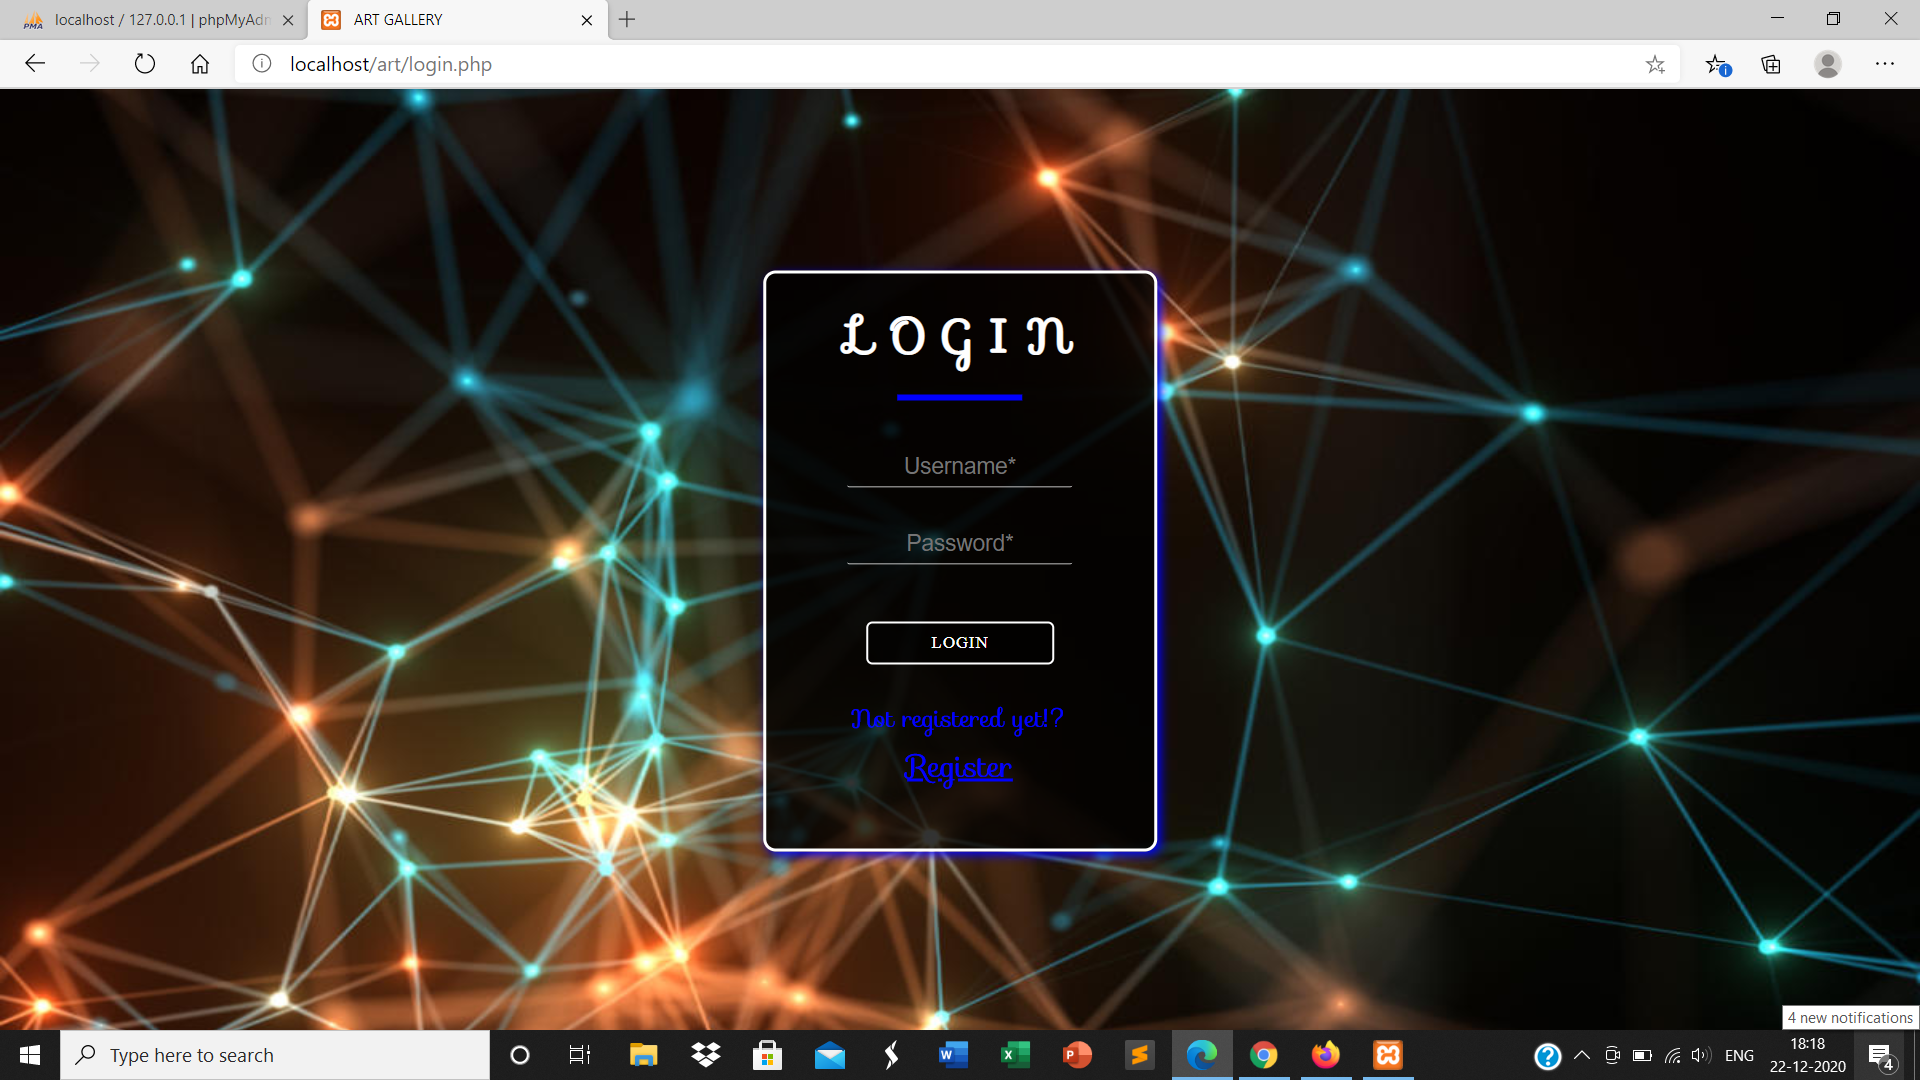 localhost / 127.0.0.1 | phpMyAdm
ART GALLERY
localhost/art/login.php
LOGIN
Username*
Password*
LOGIN
Not registered yet!?
Register
4 new notifications
Type here to search
ENG
18:18
22-12-2020
4